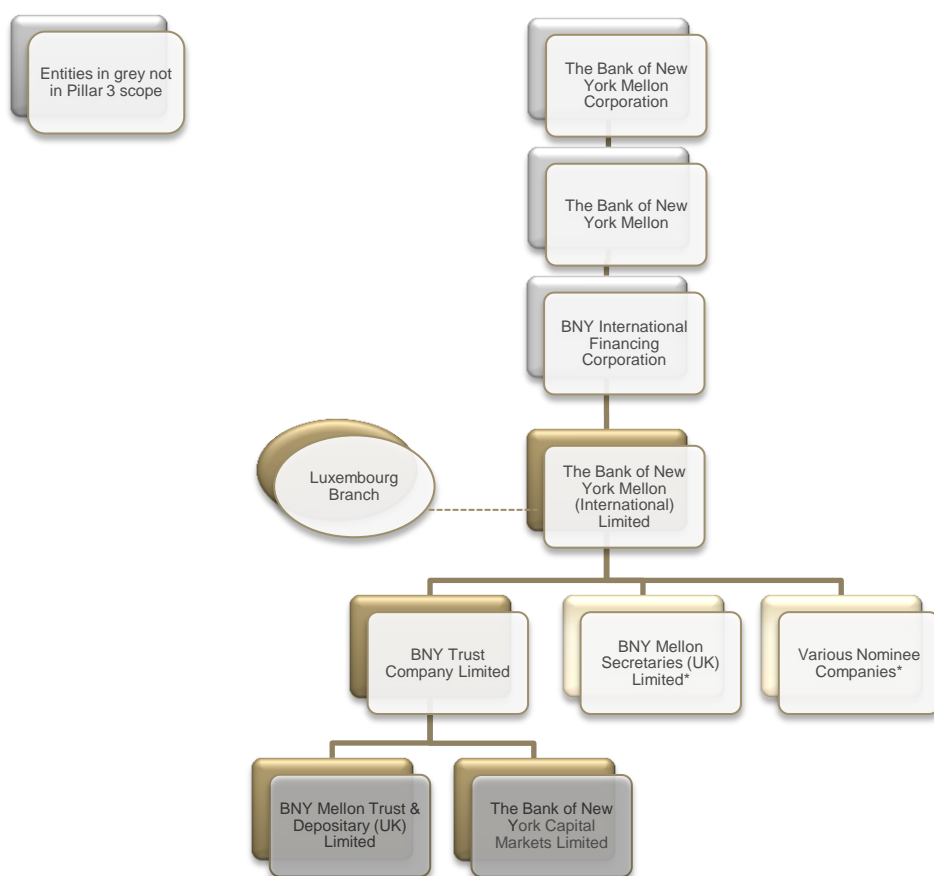 Entities in grey not
in Pillar 3 scope
The Bank of New
York Mellon
Corporation
The Bank of New
York Mellon
BNY International
Financing
Corporation
Luxembourg
Branch
The Bank of New
York Mellon
(International)
Limited
BNY Trust
Company Limited
BNY Mellon
Secretaries (UK)
Limited*
Various Nominee
Companies*
BNY Mellon Trust &
Depositary (UK)
Limited
The Bank of New
York Capital
Markets Limited